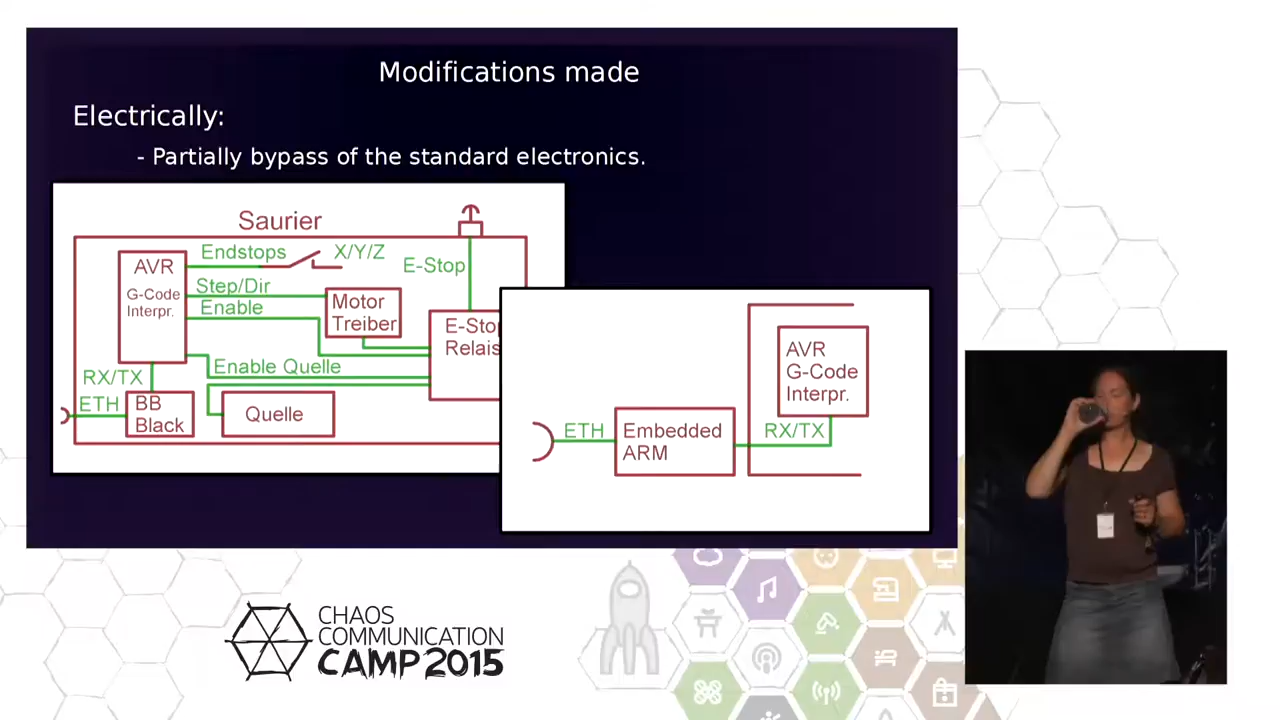 Modifications made
Electrically:
- Partially bypass of the standard electronics.
Saurier
AVR
G-Code
Interpr.
Endstops
X/Y/Z
E-Stop
Step/Dir
Enable
Motor
Treiber
Relais
Enable Quelle
RX/TX
ETH
BB
Black
Quelle
ETH
Embedded
ARM
RX/TX
AVR
G-Code
Interpr.
CHAOS
COMMUNICATION
CAMP 2015